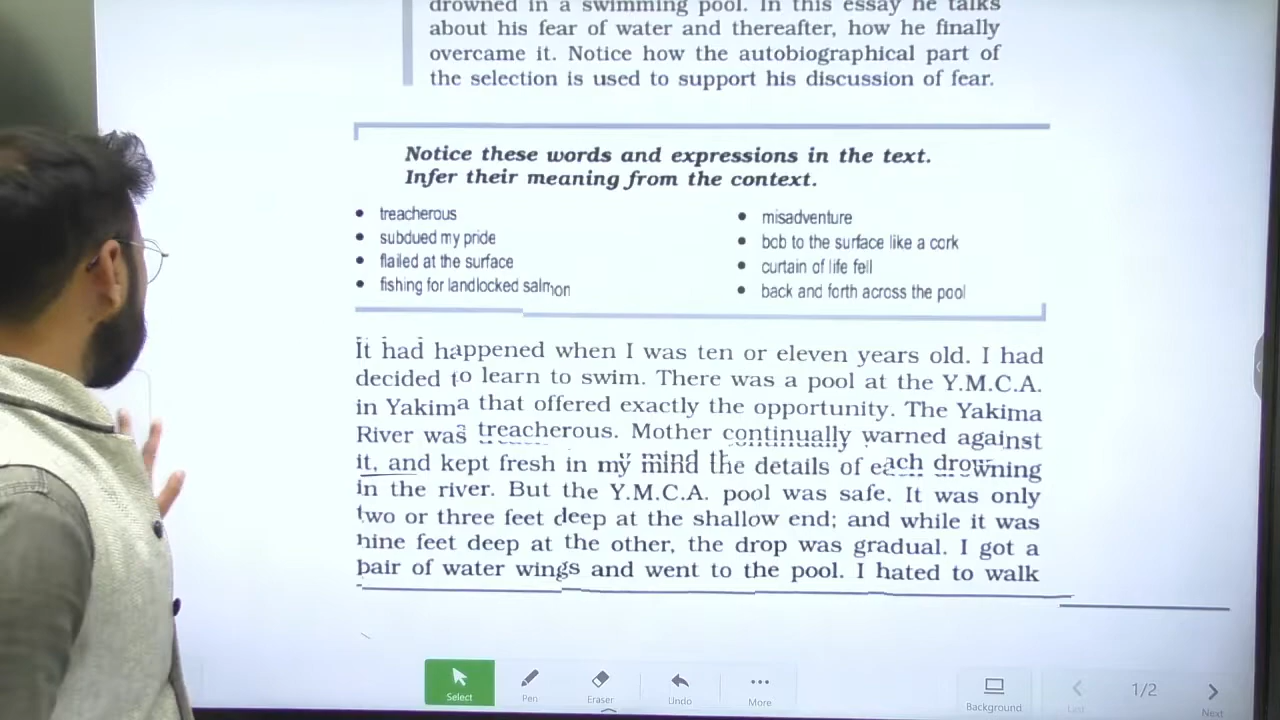 drowned in a swimming pool. In this essay he talks
about his fear of water and thereafter, how he finally
overcame it. Notice how the autobiographical part of
the selection is used to support his discussion of fear.
Notice these words and expressions in the text.
Infer their meaning from the context.
• treacherous
• subdued my pride
• flailed at the surface
• fishing for landlocked salmon
• misadventure
• bob to the surface like a cork
• curtain of life fell
• back and forth across the pool
It had happened when I was ten or eleven years old. I had
decided to learn to swim. There was a pool at the Y.M.C.A.
in Yakima that offered exactly the opportunity. The Yakima
River was treacherous. Mother continually warned against
it, and kept fresh in my mind the details of each drowning
in the river. But the Y.M.C.A. pool was safe. It was only
two or three feet deep at the shallow end; and while it was
nine feet deep at the other, the drop was gradual. I got a
pair of water wings and went to the pool. I hated to walk
Select
Pen
Eraser
Undo
More
Background
Last
1/2
Next